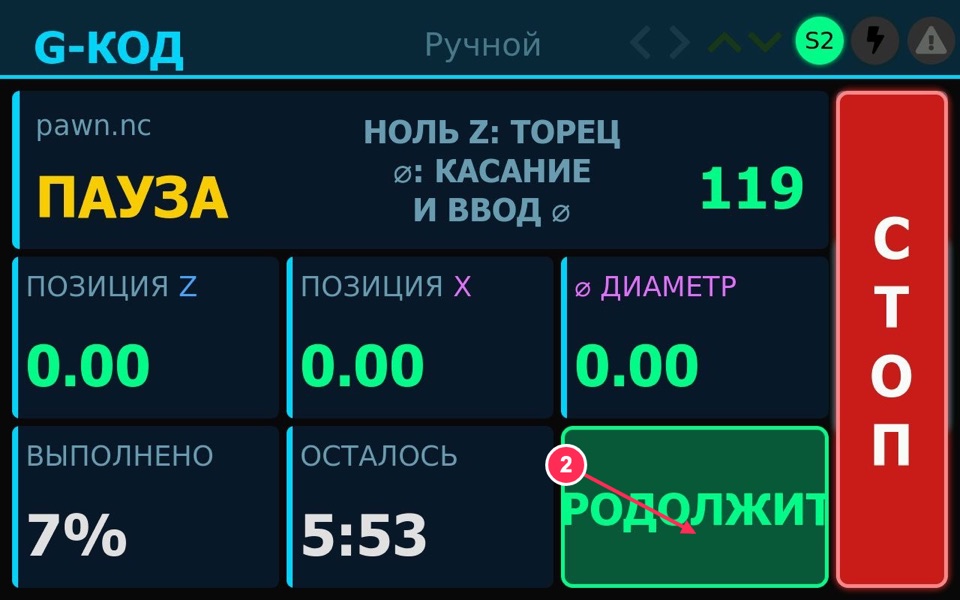 G-КОД
Ручной
S2
pawn.nc
ПАУЗА
НОЛЬ Z: ТОРЕЦ
⌀: КАСАНИЕ
И ВВОД ⌀
119
ПОЗИЦИЯ Z
0.00
ПОЗИЦИЯ X
0.00
⌀ ДИАМЕТР
0.00
ВЫПОЛНЕНО
7%
ОСТАЛОСЬ
5:53
2
РОДОЛЖИТ
СТОП